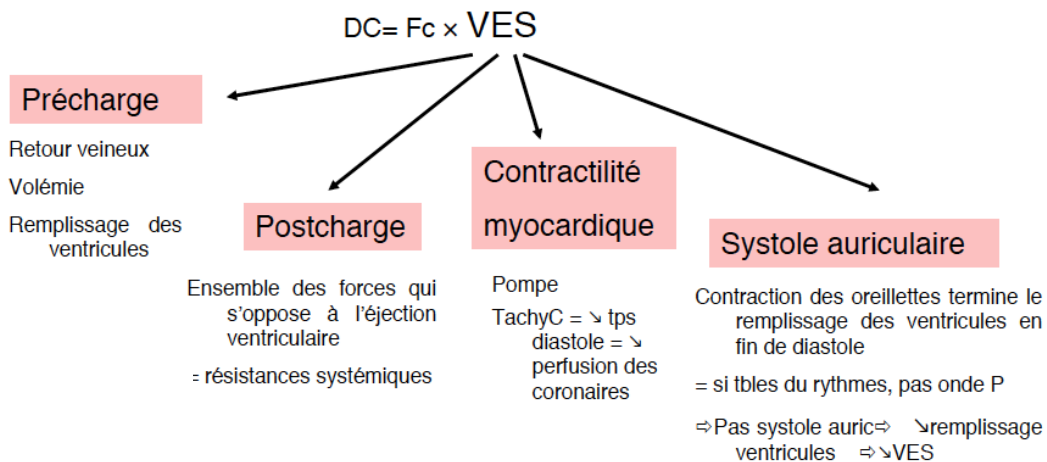 DC= Fc × VES
Précharge
Retour veineux
Volémie
Remplissage des
ventricules
Postcharge
Ensemble des forces qui
s'oppose à l'éjection
ventriculaire
= résistances systémiques
Contractilité
myocardique
Pompe
TachyC = ↘ tps
diastole = ↘
perfusion des
coronaires
Systole auriculaire
Contraction des oreillettes termine le
remplissage des ventricules en
fin de diastole
= si tbles du rythmes, pas onde P
⇨Pas systole auric⇨ ↘remplissage
ventricules ⇨↘VES